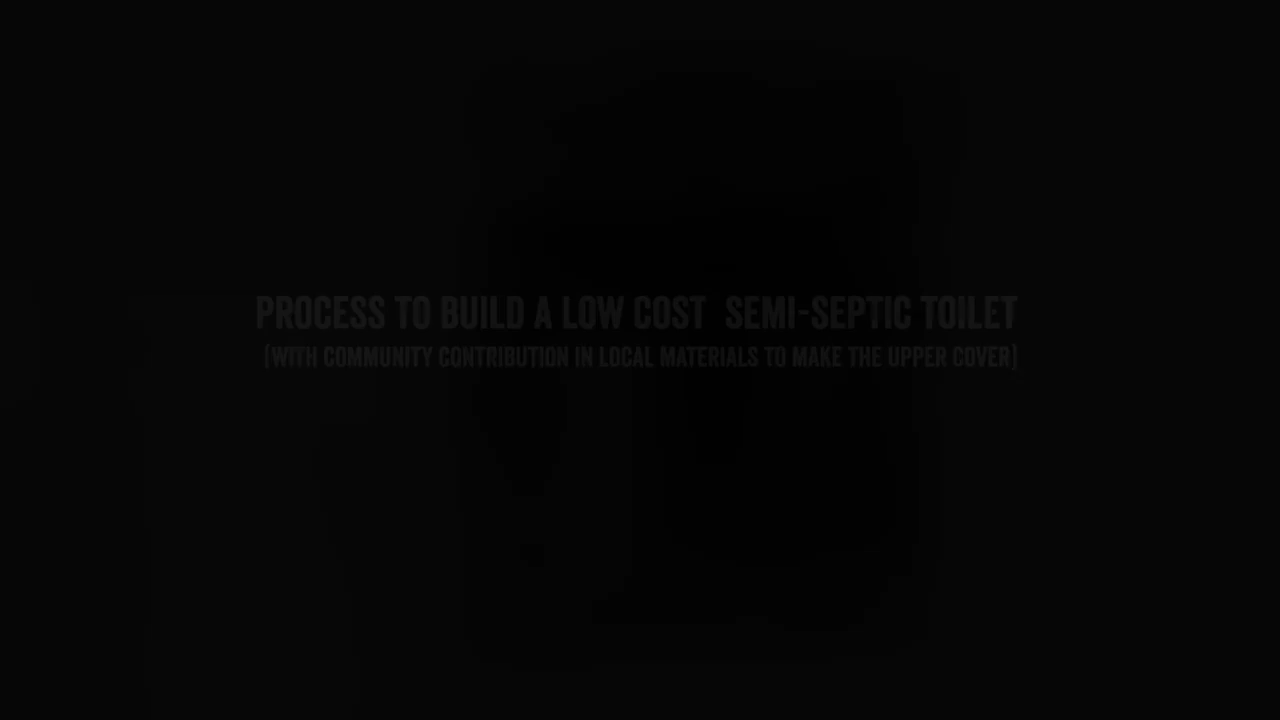 PROCESS TO BUILD A LOW COST SEMI-SEPTIC TOILET
(WITH COMMUNITY CONTRIBUTION IN LOCAL MATERIALS TO MAKE THE UPPER COVER)